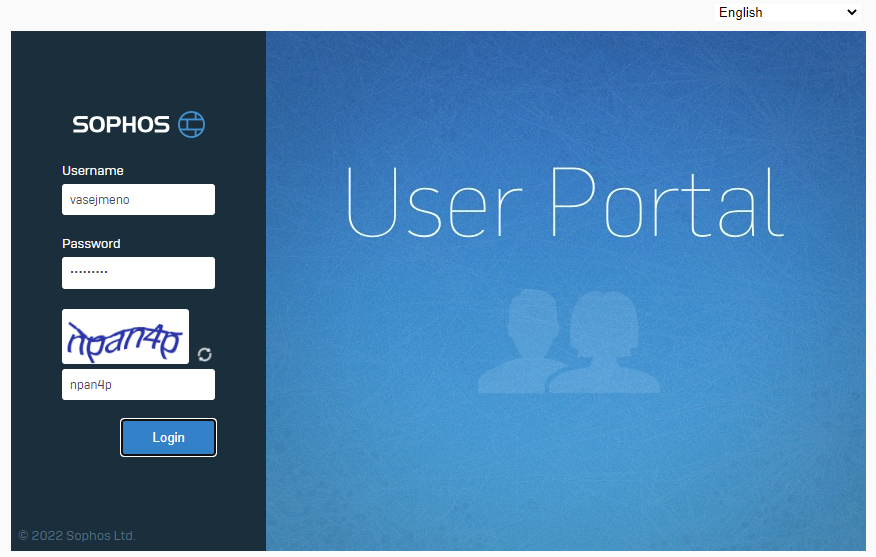 English
SOPHOS
Username
vasejmeno
Password
•••••••••
npan4p
npan4p
Login
User Portal
© 2022 Sophos Ltd.